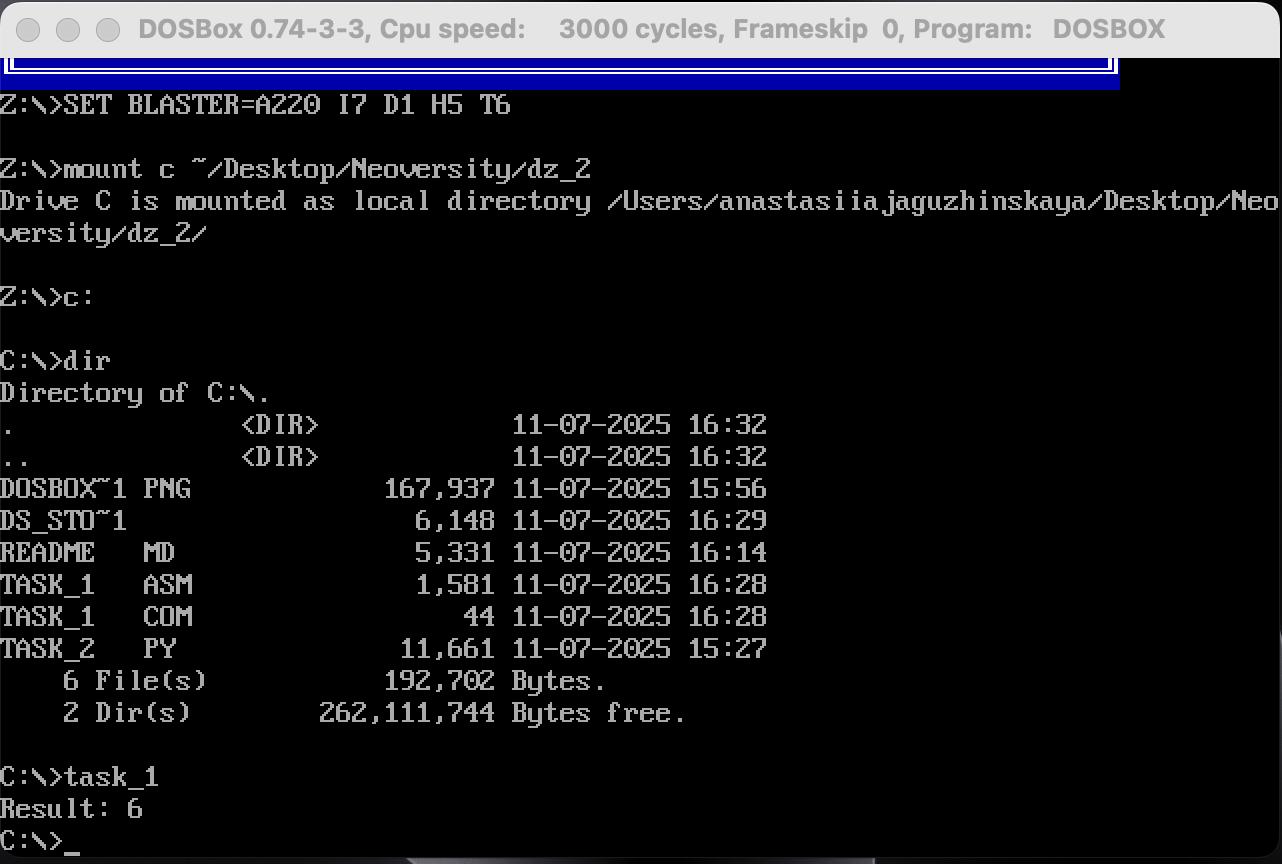 DOSBox 0.74-3-3, Cpu speed: 3000 cycles, Frameskip 0, Program: DOSBOX
Z:\>SET BLASTER=A220 I7 D1 H5 T6
Z:\>mount c ~/Desktop/Neoversity/dz_2
Drive C is mounted as local directory /Users/anastasiiajaguzhinskaya/Desktop/Neo
versity/dz_2/
Z:\>c:
C:\>dir
Directory of C:\.
. <DIR> 11-07-2025 16:32
.. <DIR> 11-07-2025 16:32
DOSBOX~1 PNG 167,937 11-07-2025 15:56
DS_STO~1 6,148 11-07-2025 16:29
README MD 5,331 11-07-2025 16:14
TASK_1 ASM 1,581 11-07-2025 16:28
TASK_1 COM 44 11-07-2025 16:28
TASK_2 PY 11,661 11-07-2025 15:27
6 File(s) 192,702 Bytes.
2 Dir(s) 262,111,744 Bytes free.
C:\>task_1
Result: 6
C:\>_